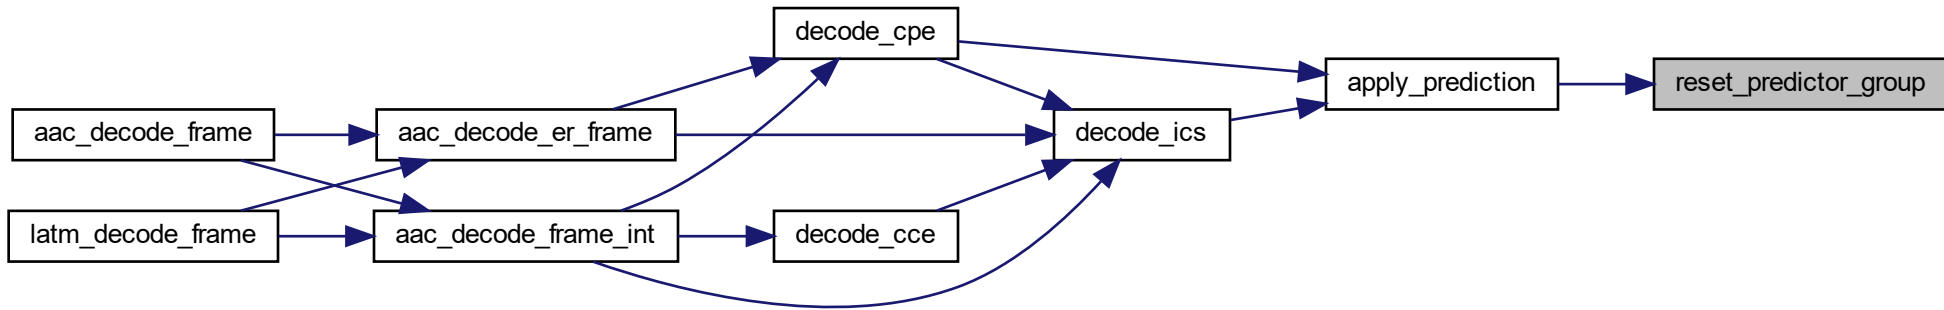 decode_cpe
apply_prediction
reset_predictor_group
aac_decode_frame
aac_decode_er_frame
decode_ics
latm_decode_frame
aac_decode_frame_int
decode_cce